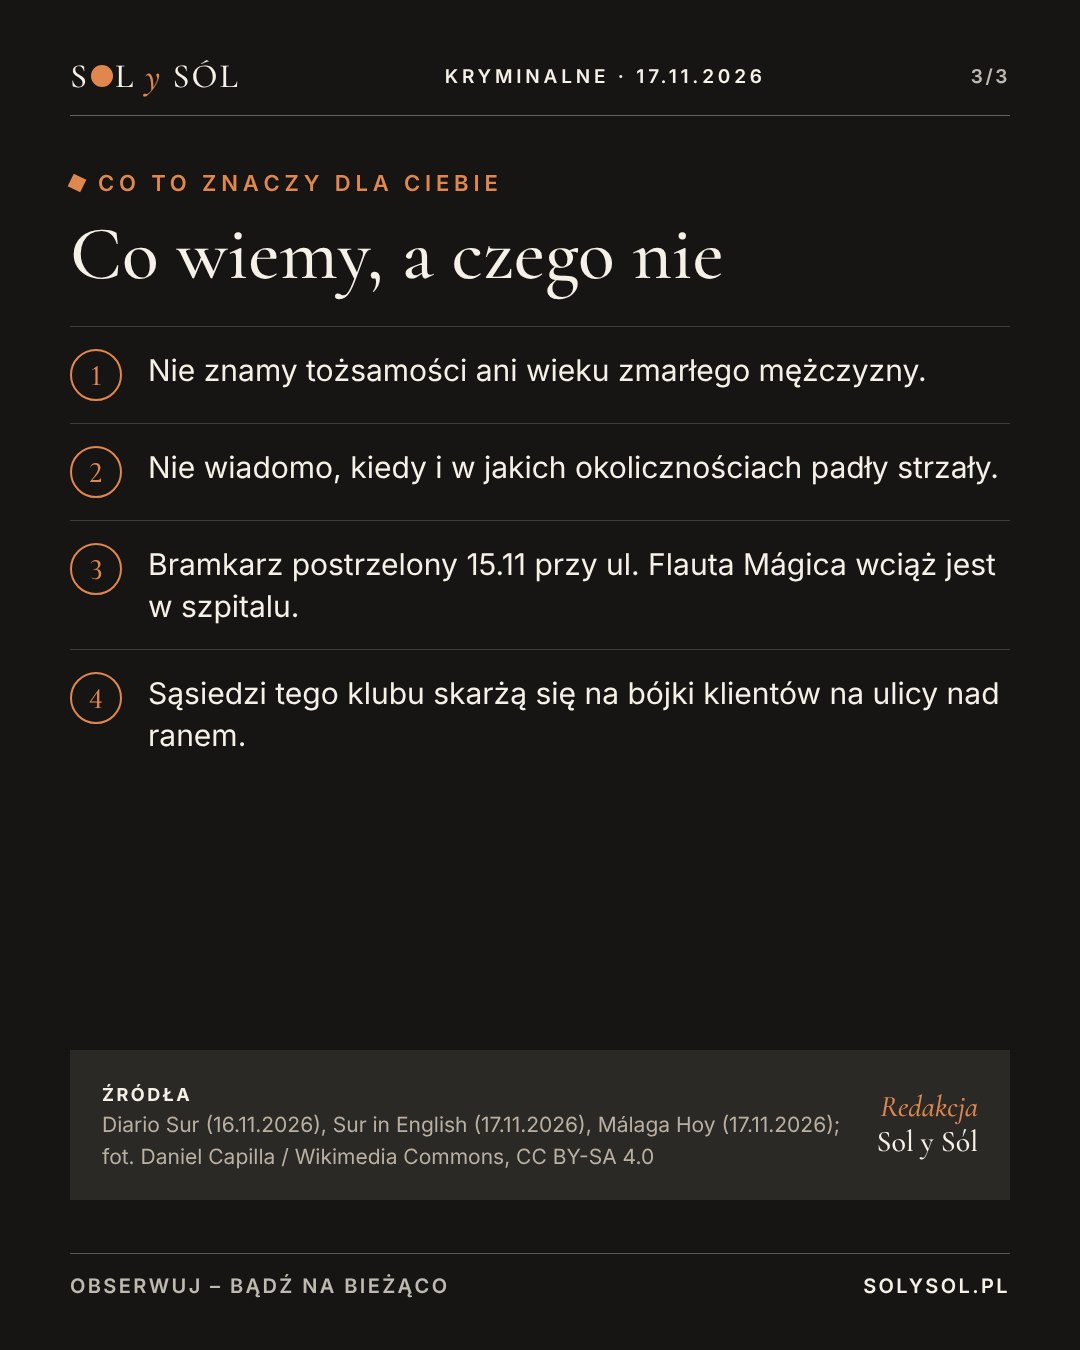 SOL y SÓL
KRYMINALNE · 17.11.2026
3/3
CO TO ZNACZY DLA CIEBIE
Co wiemy, a czego nie
1 Nie znamy tożsamości ani wieku zmarłego mężczyzny.
2 Nie wiadomo, kiedy i w jakich okolicznościach padły strzały.
3 Bramkarz postrzelony 15.11 przy ul. Flauta Mágica wciąż jest
w szpitalu.
4 Sąsiedzi tego klubu skarżą się na bójki klientów na ulicy nad
ranem.
ŹRÓDŁA
Diario Sur (16.11.2026), Sur in English (17.11.2026), Málaga Hoy (17.11.2026);
fot. Daniel Capilla / Wikimedia Commons, CC BY-SA 4.0
Redakcja
Sol y Sól
OBSERWUJ – BĄDŹ NA BIEŻĄCO
SOLYSOL.PL